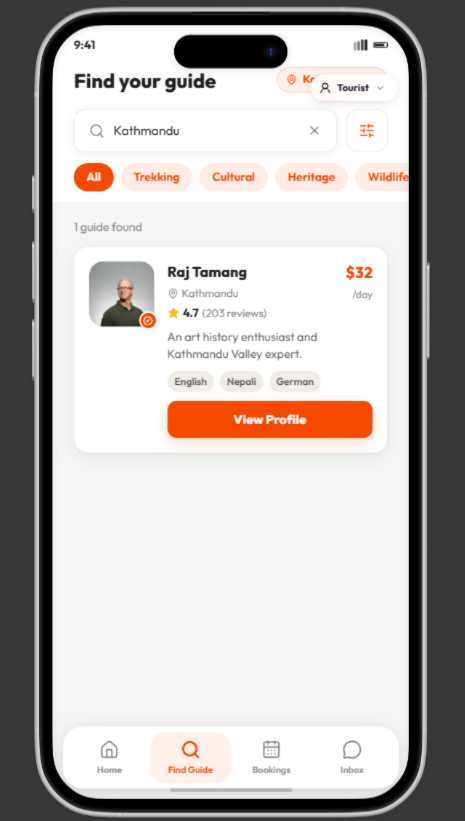 9:41
Find your guide
Tourist
Kathmandu
All Trekking Cultural Heritage Wildlife
1 guide found
Raj Tamang $32
Kathmandu /day
4.7 (203 reviews)
An art history enthusiast and
Kathmandu Valley expert.
English Nepali German
View Profile
Home Find Guide Bookings Inbox